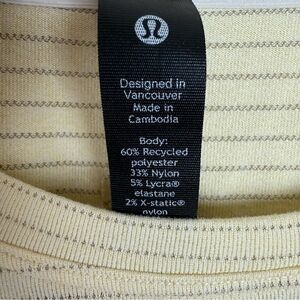 Designed in
Vancouver
Made in
Cambodia
Body:
60% Recycled
polyester
33% Nylon
5% Lycra®
elastane
2% X-static®
nylon